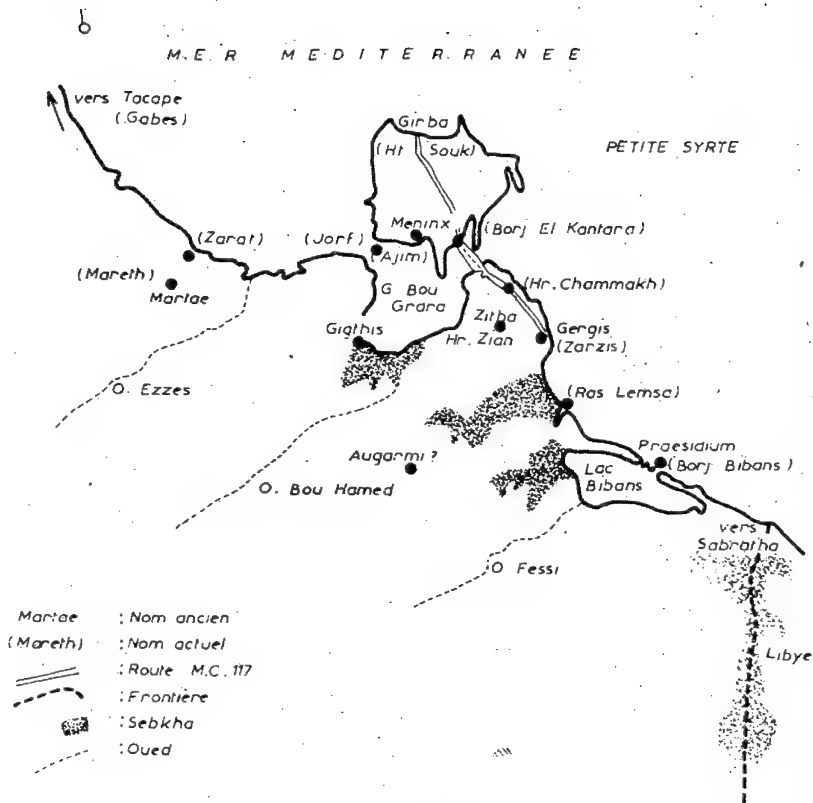 M.E.R MEDITERRANEE
vers Tacape
(Gabes)
Girba
(Ht Souk)
PETITE SYRTE
Meninx
(Borj El Kantara)
(Zarat)
(Jorf)
(Ajim)
(Mareth)
Martae
(Hr. Chammakh)
G Bou
Grara
Zitha
Hr. Zian
Gergis
(Zarzis)
Gigthis
O. Ezzes
(Ras Lemsa)
Augarmi ?
Praesidium
(Borj Bibans)
Lac
Bibans
O. Bou Hamed
vers
Sabratha
O Fessi
Libye
Martae : Nom ancien
(Mareth) : Nom actuel
: Route M.C. 117
: Frontière
: Sebkha
: Oued